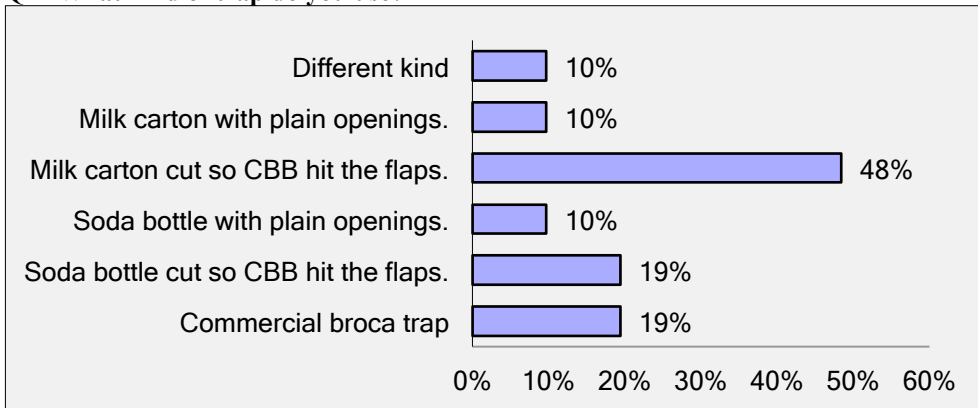 Different kind 10%
Milk carton with plain openings. 10%
Milk carton cut so CBB hit the flaps. 48%
Soda bottle with plain openings. 10%
Soda bottle cut so CBB hit the flaps. 19%
Commercial broca trap 19%
0% 10% 20% 30% 40% 50% 60%